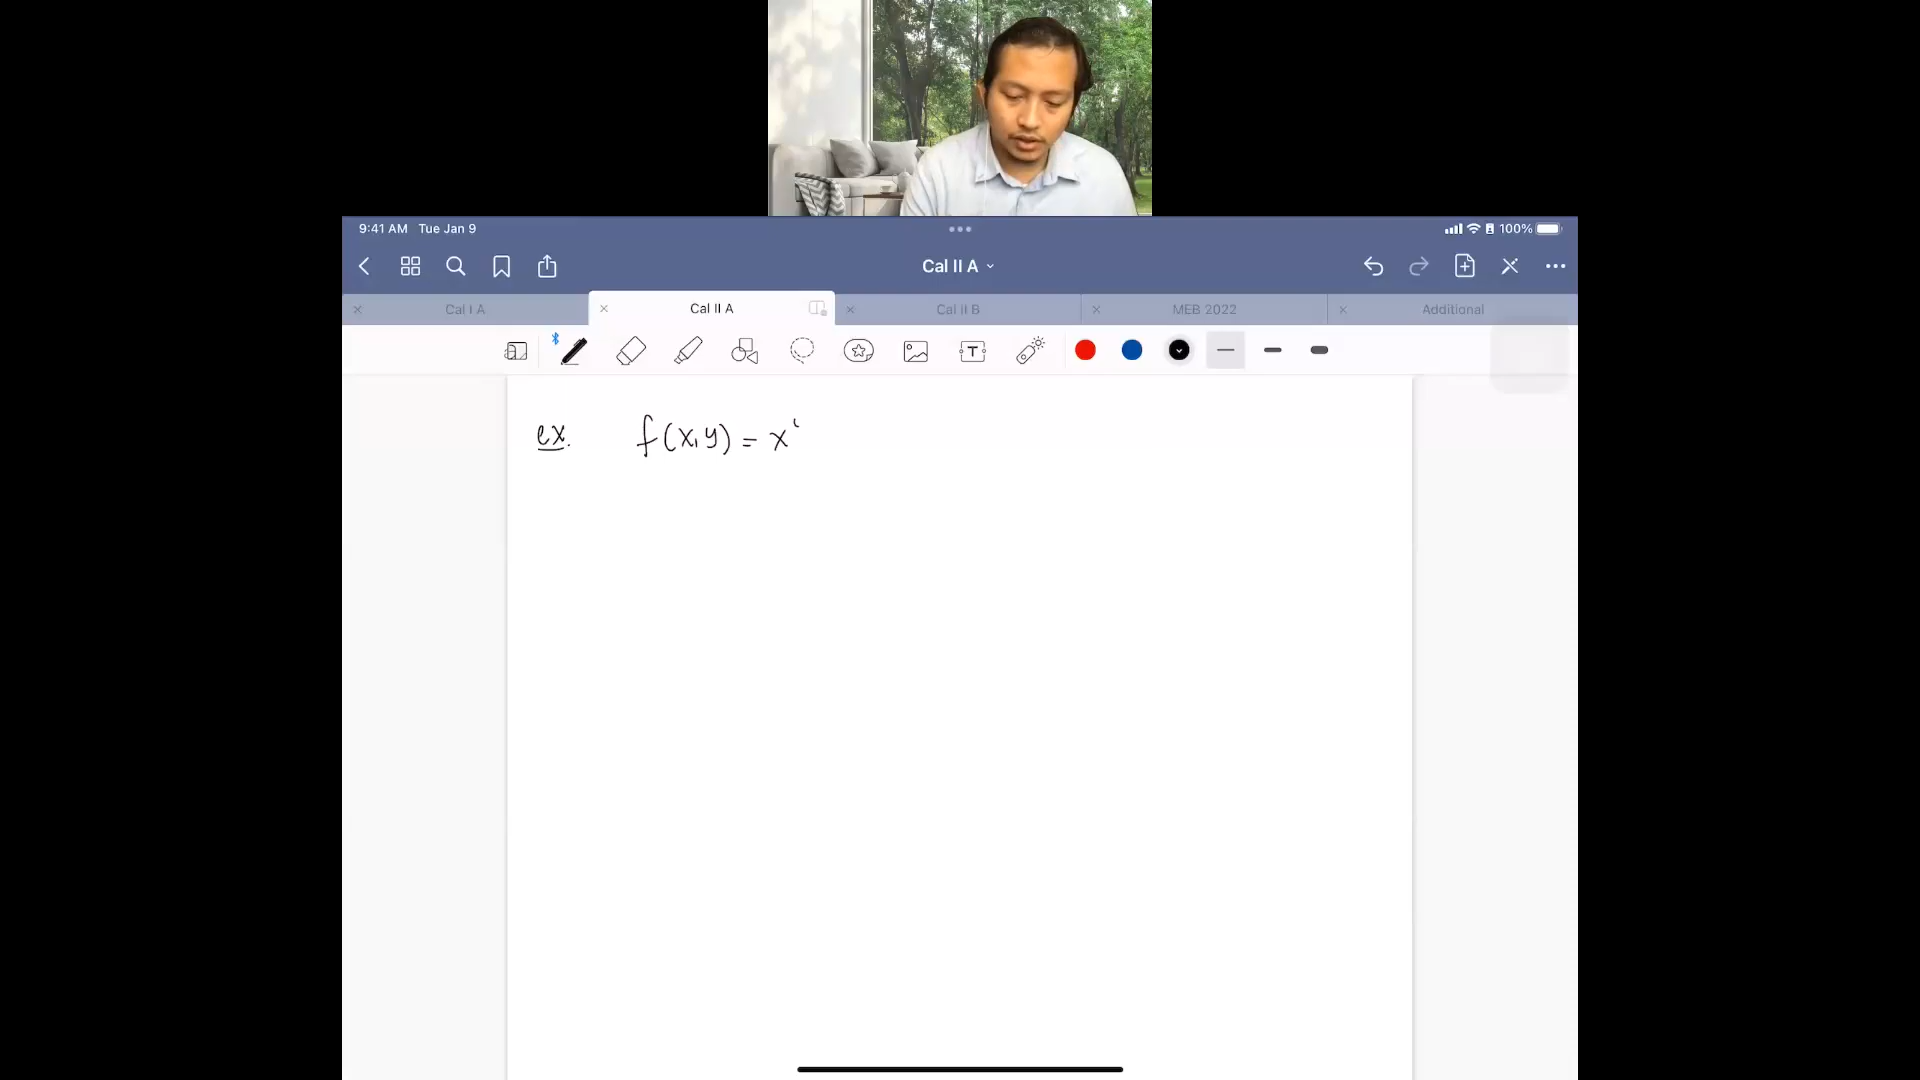 9:41 AM Tue Jan 9
100%
Cal II A
Cal I A
Cal II A
Cal II B
MEB 2022
Additional
T
ex. f(x,y) = x